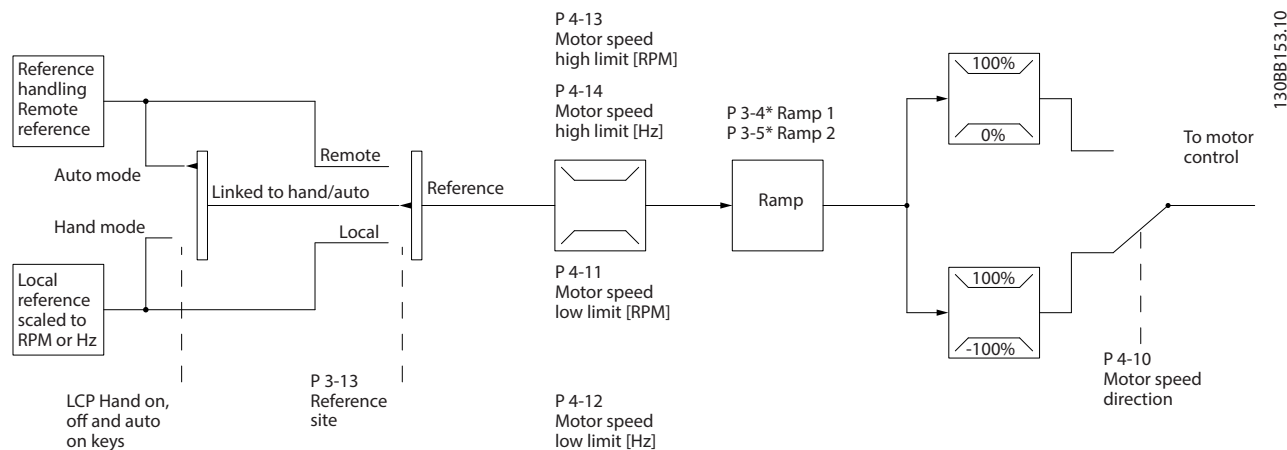 P 4-13
Motor speed
high limit [RPM]
P 4-14
Motor speed
high limit [Hz]
130BB153.10
Reference
handling
Remote
reference
Auto mode
Hand mode
Local
reference
scaled to
RPM or Hz
LCP Hand on,
off and auto
on keys
Linked to hand/auto
Remote
Local
P 3-13
Reference
site
Reference
P 4-11
Motor speed
low limit [RPM]
P 4-12
Motor speed
low limit [Hz]
P 3-4* Ramp 1
P 3-5* Ramp 2
Ramp
100%
0%
100%
-100%
To motor
control
P 4-10
Motor speed
direction